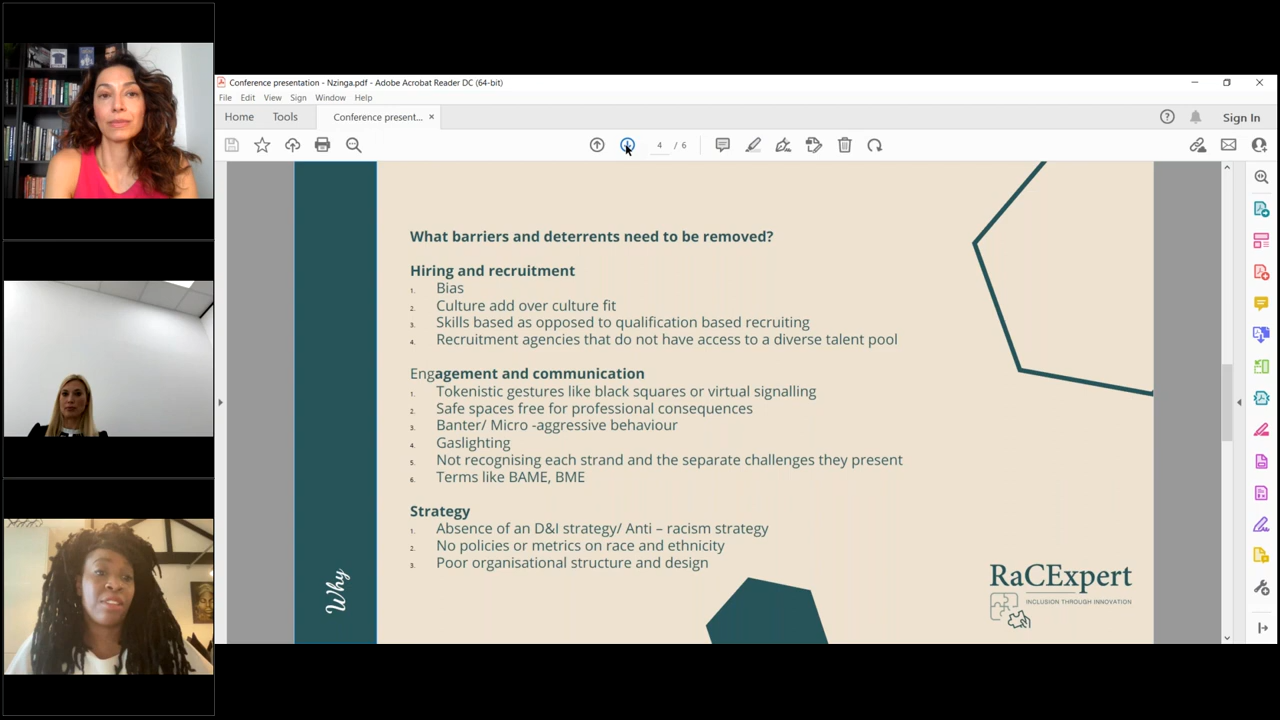 Conference presentation - Nzinga.pdf - Adobe Acrobat Reader DC (64-bit)
File Edit View Sign Window Help
Home Tools Conference present... × Sign In
4 / 6
What barriers and deterrents need to be removed?
Hiring and recruitment
1. Bias
2. Culture add over culture fit
3. Skills based as opposed to qualification based recruiting
4. Recruitment agencies that do not have access to a diverse talent pool
Engagement and communication
1. Tokenistic gestures like black squares or virtual signalling
2. Safe spaces free for professional consequences
3. Banter/ Micro -aggressive behaviour
4. Gaslighting
5. Not recognising each strand and the separate challenges they present
6. Terms like BAME, BME
Strategy
1. Absence of an D&I strategy/ Anti – racism strategy
2. No policies or metrics on race and ethnicity
3. Poor organisational structure and design
Why
RaCExpert
INCLUSION THROUGH INNOVATION